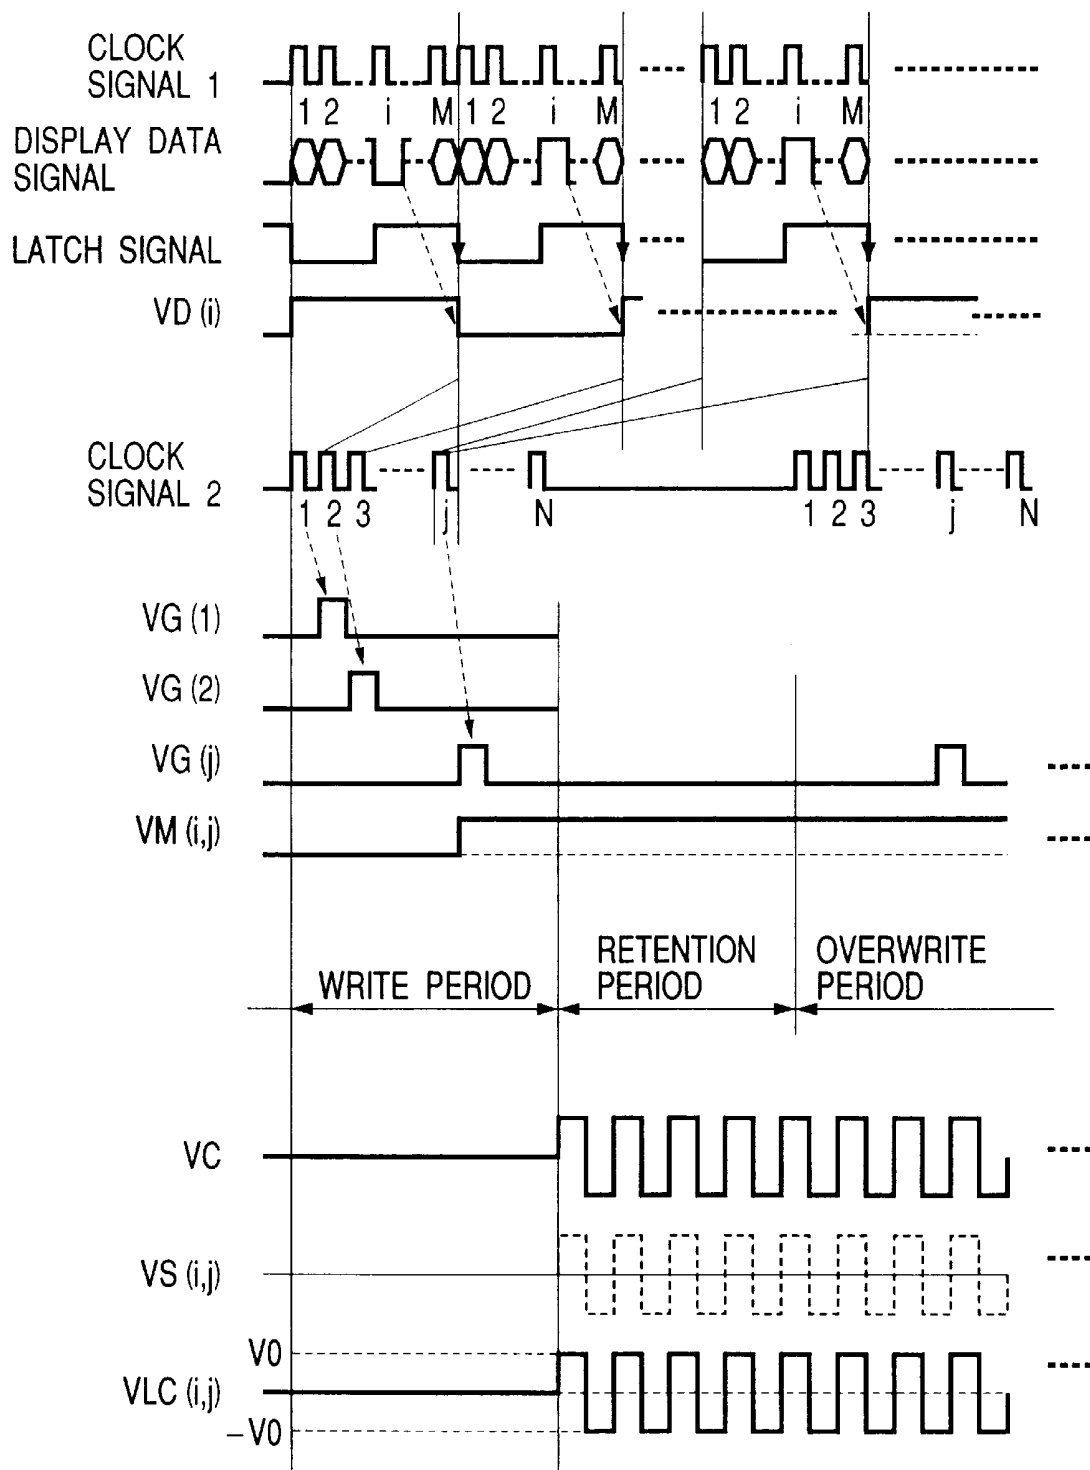 CLOCK
SIGNAL 1
1 2 i M 1 2 i M 1 2 i M
DISPLAY DATA
SIGNAL
LATCH SIGNAL
VD (i)
CLOCK
SIGNAL 2
1 2 3 j N 1 2 3 j N
VG (1)
VG (2)
VG (j)
VM (i,j)
WRITE PERIOD
RETENTION
PERIOD
OVERWRITE
PERIOD
VC
VS (i,j)
V0
VLC (i,j)
–V0